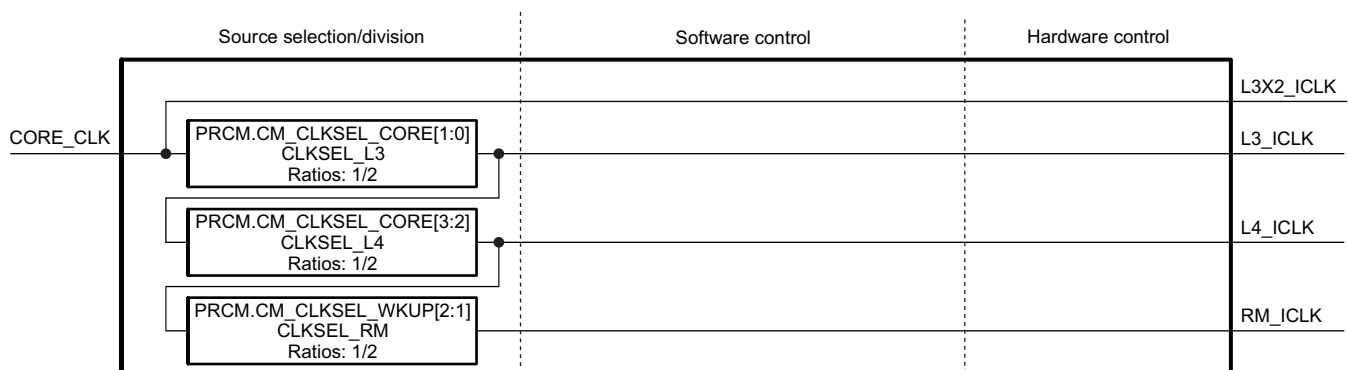 Source selection/division
Software control
Hardware control
L3X2_ICLK
CORE_CLK
PRCM.CM_CLKSEL_CORE[1:0]
CLKSEL_L3
Ratios: 1/2
L3_ICLK
PRCM.CM_CLKSEL_CORE[3:2]
CLKSEL_L4
Ratios: 1/2
L4_ICLK
PRCM.CM_CLKSEL_WKUP[2:1]
CLKSEL_RM
Ratios: 1/2
RM_ICLK